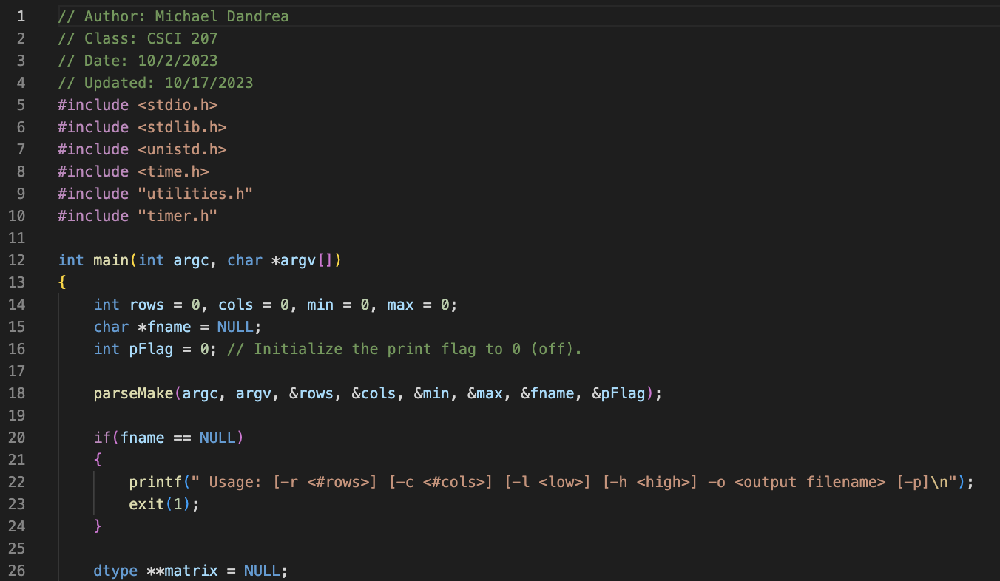 1 // Author: Michael Dandrea
2 // Class: CSCI 207
3 // Date: 10/2/2023
4 // Updated: 10/17/2023
5 #include <stdio.h>
6 #include <stdlib.h>
7 #include <unistd.h>
8 #include <time.h>
9 #include "utilities.h"
10 #include "timer.h"
11
12 int main(int argc, char *argv[])
13 {
14     int rows = 0, cols = 0, min = 0, max = 0;
15     char *fname = NULL;
16     int pFlag = 0; // Initialize the print flag to 0 (off).
17
18     parseMake(argc, argv, &rows, &cols, &min, &max, &fname, &pFlag);
19
20     if(fname == NULL)
21     {
22         printf(" Usage: [-r <#rows>] [-c <#cols>] [-l <low>] [-h <high>] -o <output filename> [-p]\n");
23         exit(1);
24     }
25
26     dtype **matrix = NULL;